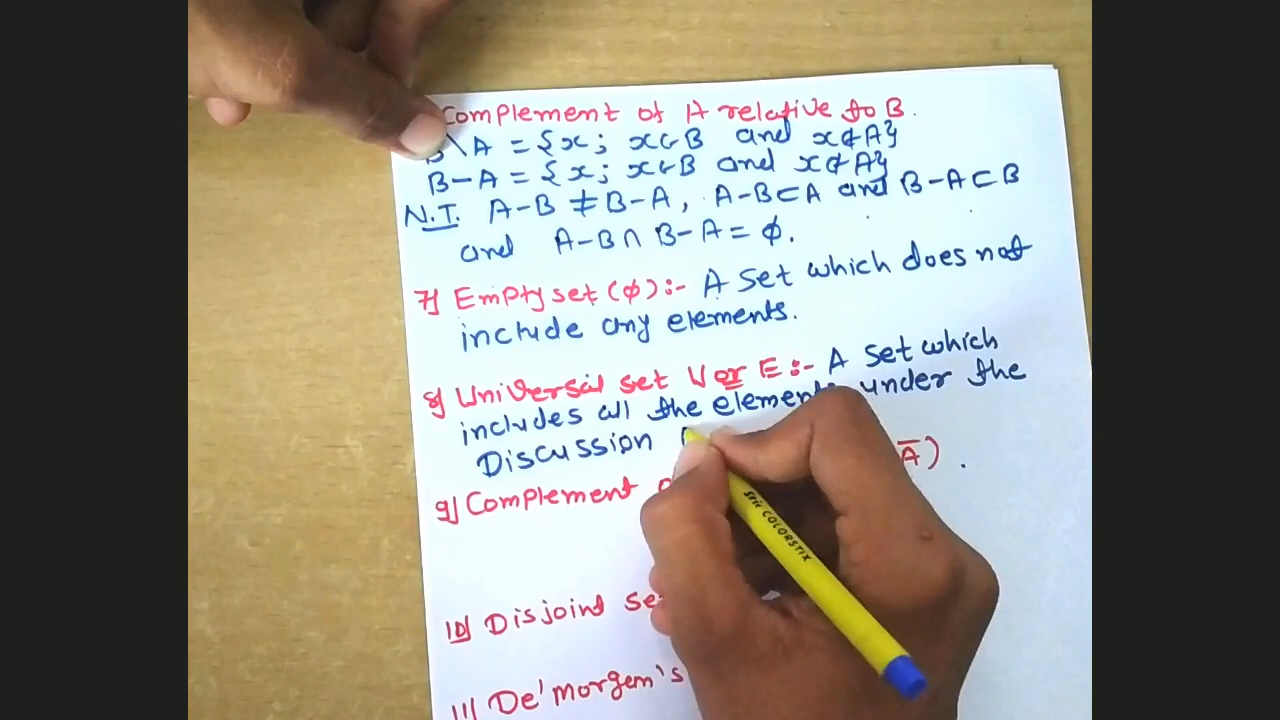 Complement of A relative to B.
B\A = {x; x∈B and x∉A}
B-A = {x; x∈B and x∉A}
N.T. A-B ≠ B-A, A-B⊂A and B-A⊂B
and A-B∩B-A = φ.
7) Empty set (φ):- A set which does not
include any elements.
8) Universal set U or E:- A set which
includes all the elements under the
Discussion
9) Complement A̅) .
10) Disjoint
11) De'morgem's
Stic COLORSTIX